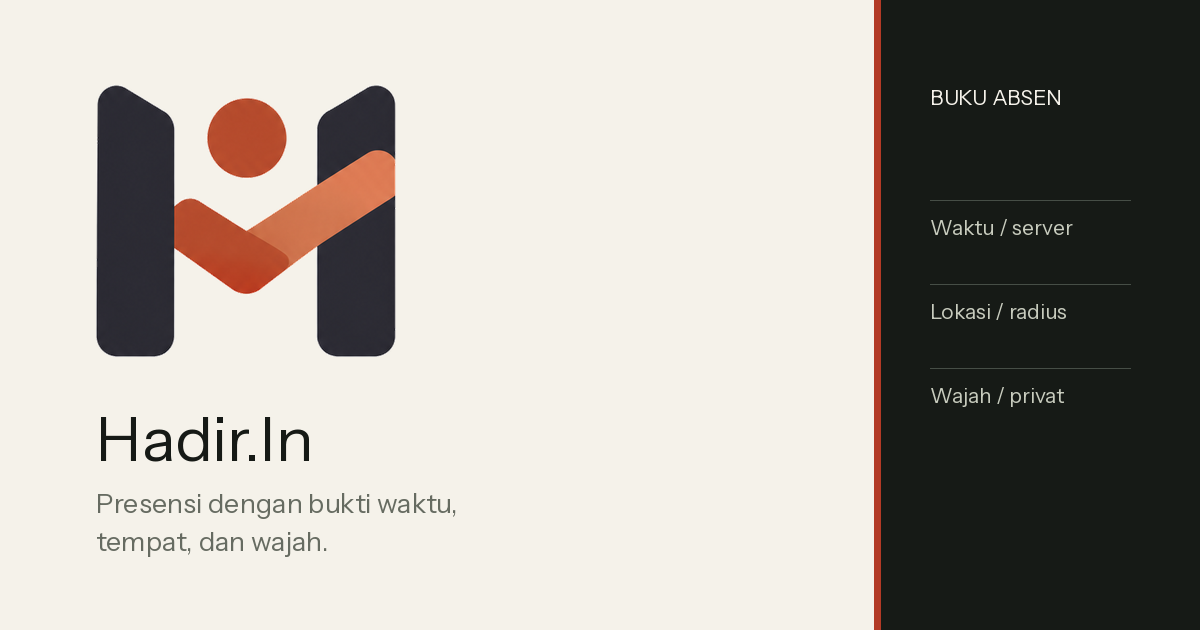 Hadir.In
Presensi dengan bukti waktu,
tempat, dan wajah.
BUKU ABSEN
Waktu / server
Lokasi / radius
Wajah / privat